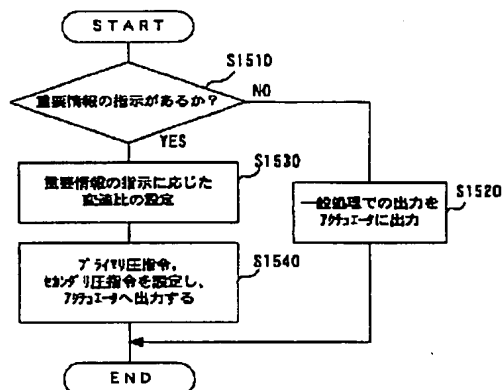 START
S1510
重要情報の指示があるか?
NO
YES
S1530
重要情報の指示に応じた
変速比の設定
S1520
一般処理での出力を
アクチュエータに出力
S1540
プライマリ圧指令,
セカンダリ圧指令を設定し、
アクチュエータへ出力する
END